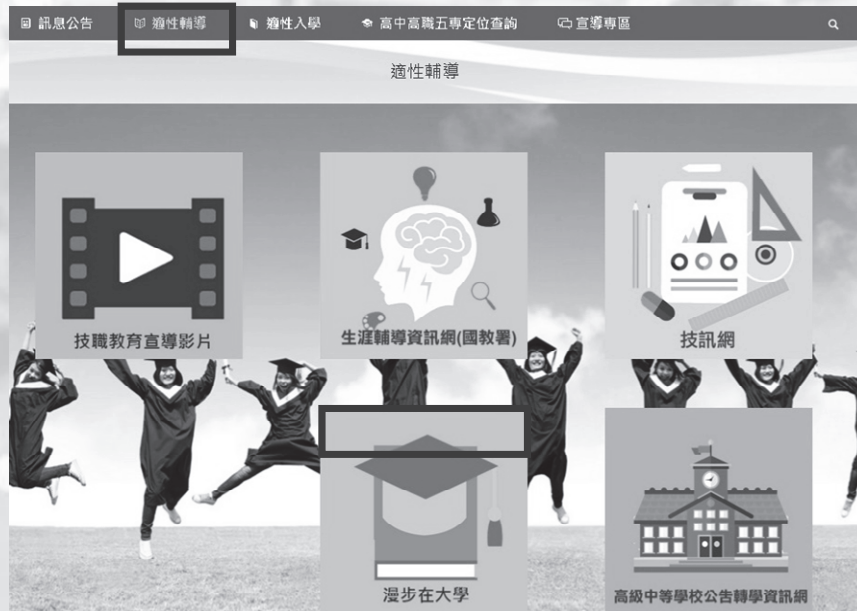 訊息公告 適性輔導 適性入學 高中高職五專定位查詢 宣導專區
適性輔導
技職教育宣導影片 生涯輔導資訊網(國教署) 技訊網
漫步在大學 高級中等學校公告轉學資訊網